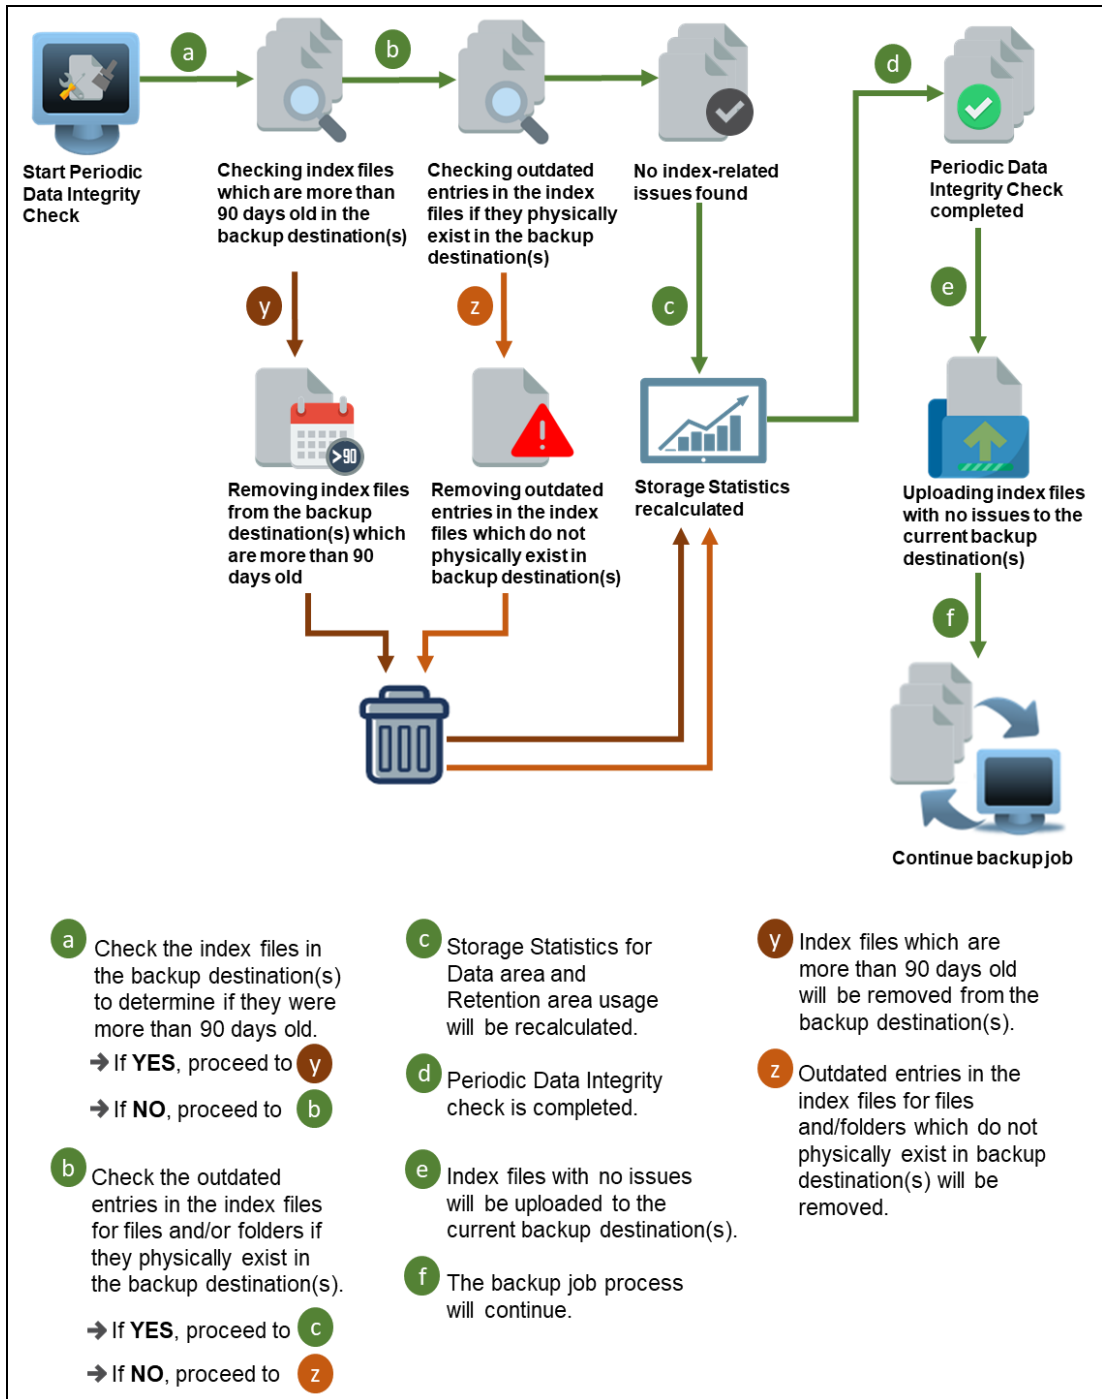 a
b
d
Start Periodic
Data Integrity
Check
Checking index files
which are more than
90 days old in the
backup destination(s)
Checking outdated
entries in the index
files if they physically
exist in the backup
destination(s)
No index-related
issues found
Periodic Data
Integrity Check
completed
y
z
c
e
>90
Removing index files
from the backup
destination(s) which
are more than 90
days old
Removing outdated
entries in the index
files which do not
physically exist in
backup destination(s)
Storage Statistics
recalculated
Uploading index files
with no issues to the
current backup
destination(s)
f
Continue backup job
a
Check the index files in
the backup destination(s)
to determine if they were
more than 90 days old.
➔ If YES, proceed to y
➔ If NO, proceed to b
b
Check the outdated
entries in the index files
for files and/or folders if
they physically exist in
the backup destination(s).
➔ If YES, proceed to c
➔ If NO, proceed to z
c
Storage Statistics for
Data area and
Retention area usage
will be recalculated.
d
Periodic Data Integrity
check is completed.
e
Index files with no issues
will be uploaded to the
current backup destination(s).
f
The backup job process
will continue.
y
Index files which are
more than 90 days old
will be removed from the
backup destination(s).
z
Outdated entries in the
index files for files
and/folders which do not
physically exist in backup
destination(s) will be
removed.